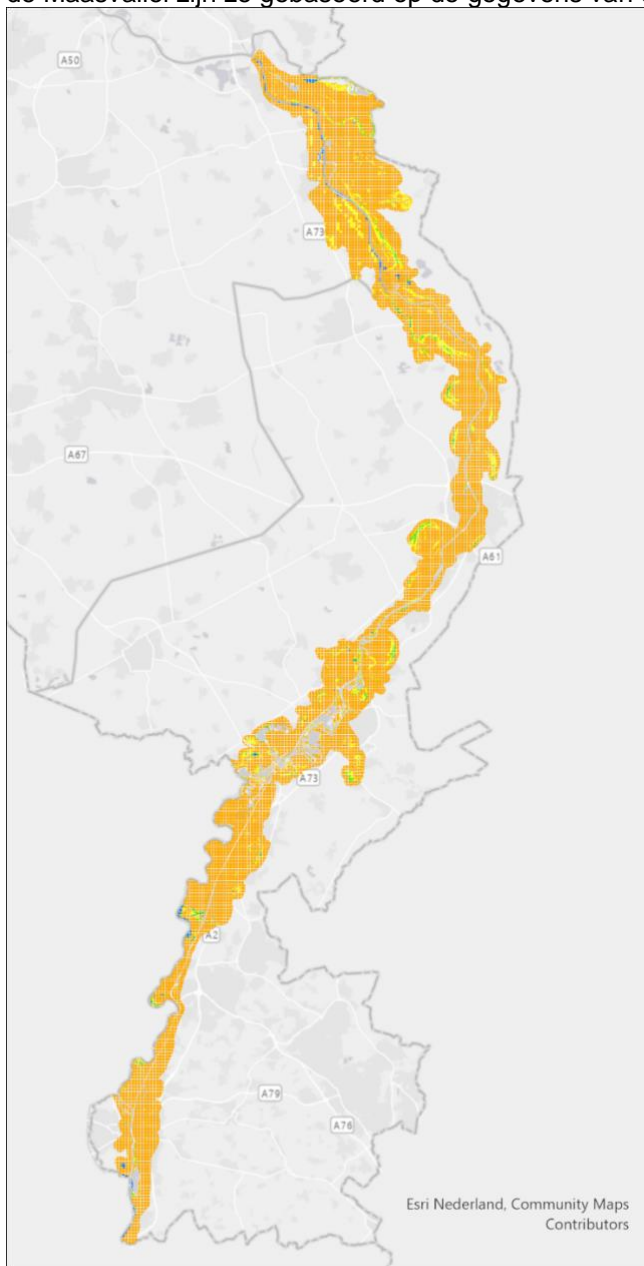 de Maasvallei zijn ze gebaseerd op de gegevens van
A50
A73
A67
A61
A73
A2
A79
A76
Esri Nederland, Community Maps
Contributors